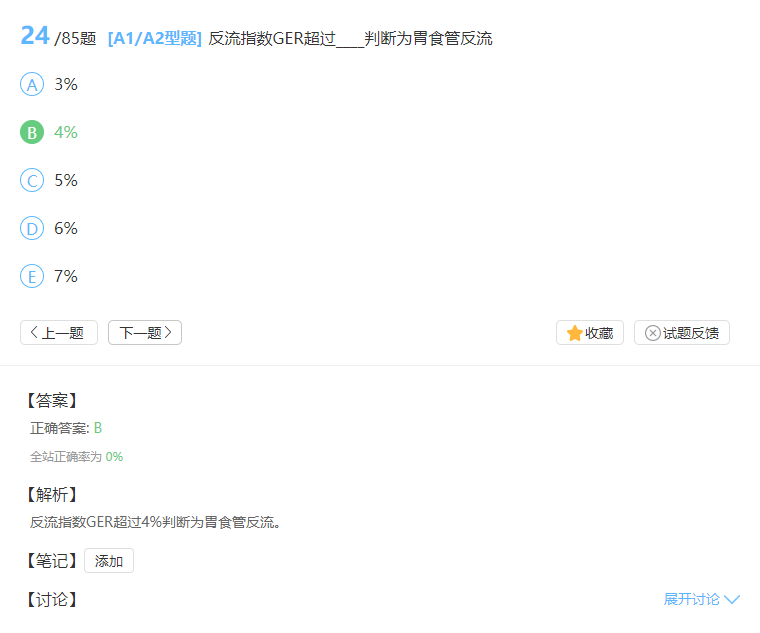 24 /85题 [A1/A2型题] 反流指数GER超过____判断为胃食管反流
A 3%
B 4%
C 5%
D 6%
E 7%
上一题 下一题 收藏 试题反馈
【答案】
正确答案: B
全站正确率为 0%
【解析】
反流指数GER超过4%判断为胃食管反流。
【笔记】 添加
【讨论】 展开讨论